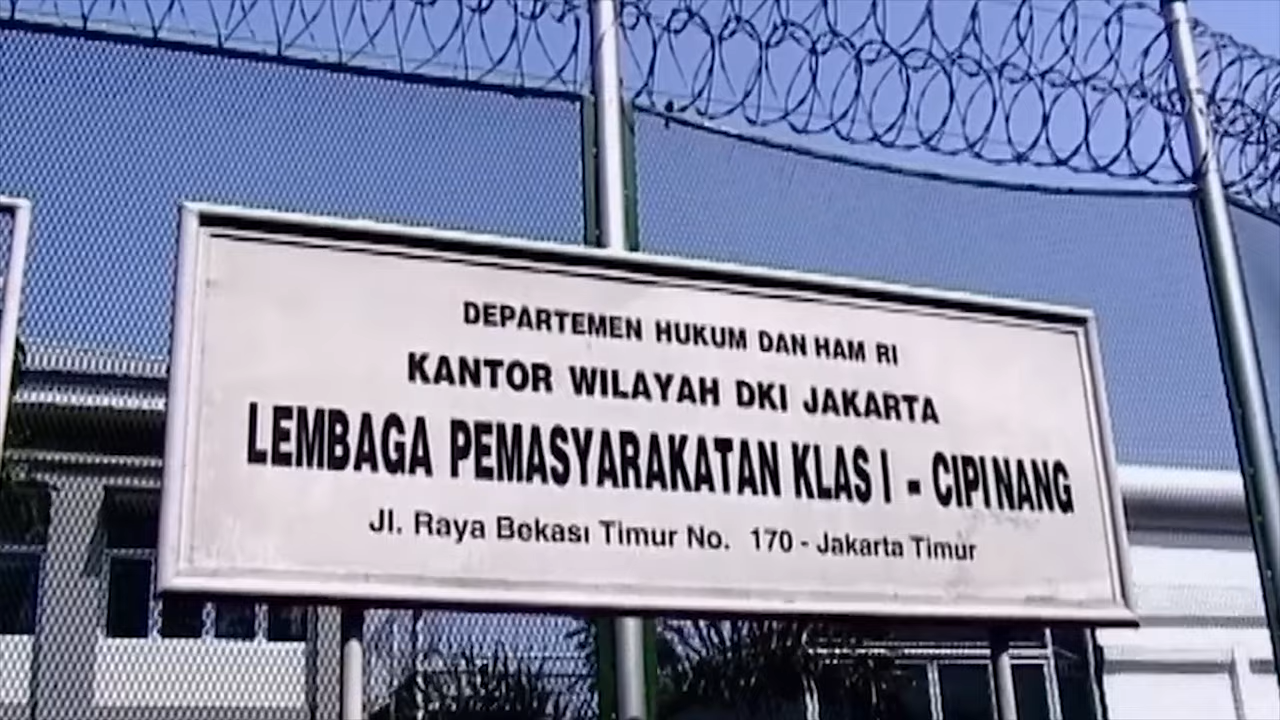 DEPARTEMEN HUKUM DAN HAM RI
KANTOR WILAYAH DKI JAKARTA
LEMBAGA PEMASYARAKATAN KLAS I - CIPINANG
Jl. Raya Bekasi Timur No. 170 - Jakarta Timur